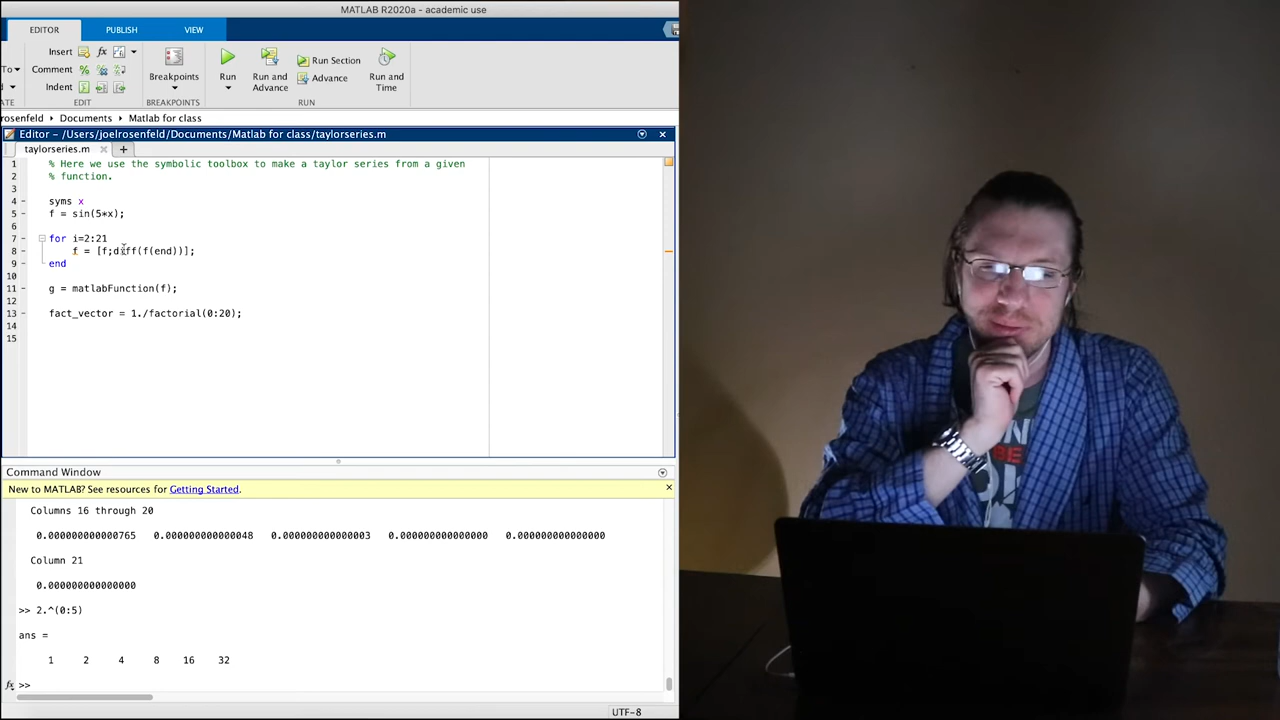 MATLAB R2020a - academic use
EDITOR PUBLISH VIEW
Insert
To
Comment
Indent
EDIT
Breakpoints
BREAKPOINTS
Run
Run and Advance
Run Section
Advance
Run and Time
RUN
rosenfeld Documents Matlab for class
Editor - /Users/joelrosenfeld/Documents/Matlab for class/taylorseries.m
taylorseries.m
1 % Here we use the symbolic toolbox to make a taylor series from a given
2 % function.
3
4 - syms x
5 - f = sin(5*x);
6
7 - for i=2:21
8 - f = [f;diff(f(end))];
9 - end
10
11 - g = matlabFunction(f);
12
13 - fact_vector = 1./factorial(0:20);
14
15
Command Window
New to MATLAB? See resources for Getting Started.
Columns 16 through 20
0.000000000000765 0.000000000000048 0.000000000000003 0.000000000000000 0.000000000000000
Column 21
0.000000000000000
>> 2.^(0:5)
ans =
1 2 4 8 16 32
fx >>
UTF-8